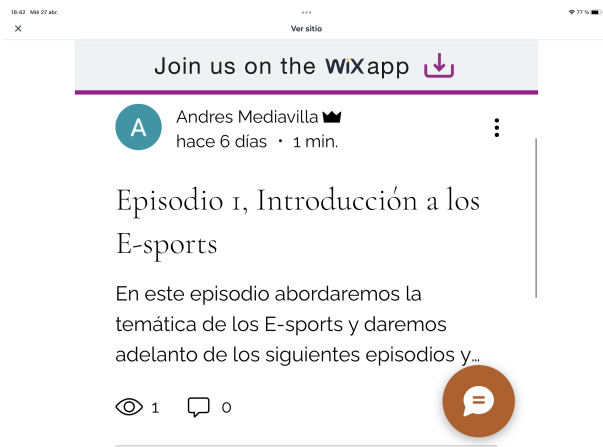 16:42 Mié 27 abr.
77 %
Ver sitio
Join us on the WiX app
A
Andres Mediavilla
hace 6 días · 1 min.
Episodio 1, Introducción a los
E-sports
En este episodio abordaremos la
temática de los E-sports y daremos
adelanto de los siguientes episodios y...
1 0